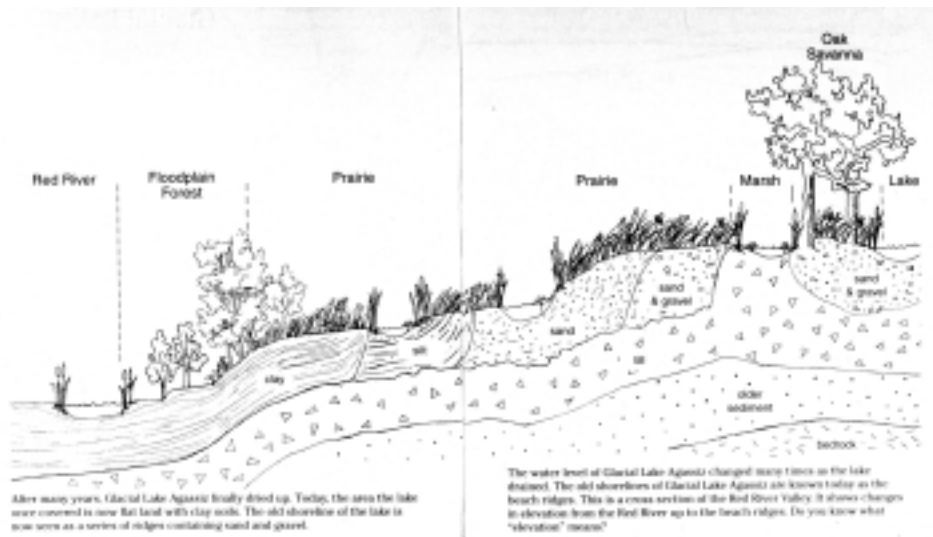 Oak
Savanna
Red River
Floodplain
Forest
Prairie
Prairie
Marsh
Lake
sand
& gravel
sand
& gravel
sand
silt
till
clay
older
sediment
bedrock
After many years, Glacial Lake Agassiz finally dried up. Today, the area the lake
once covered is now flat land with clay soils. The old shoreline of the lake is
now seen as a series of ridges containing sand and gravel.
The water level of Glacial Lake Agassiz changed many times as the lake
drained. The old shorelines of Glacial Lake Agassiz are known today as the
beach ridges. This is a cross section of the Red River Valley. It shows changes
in elevation from the Red River up to the beach ridges. Do you know what
"elevation" means?